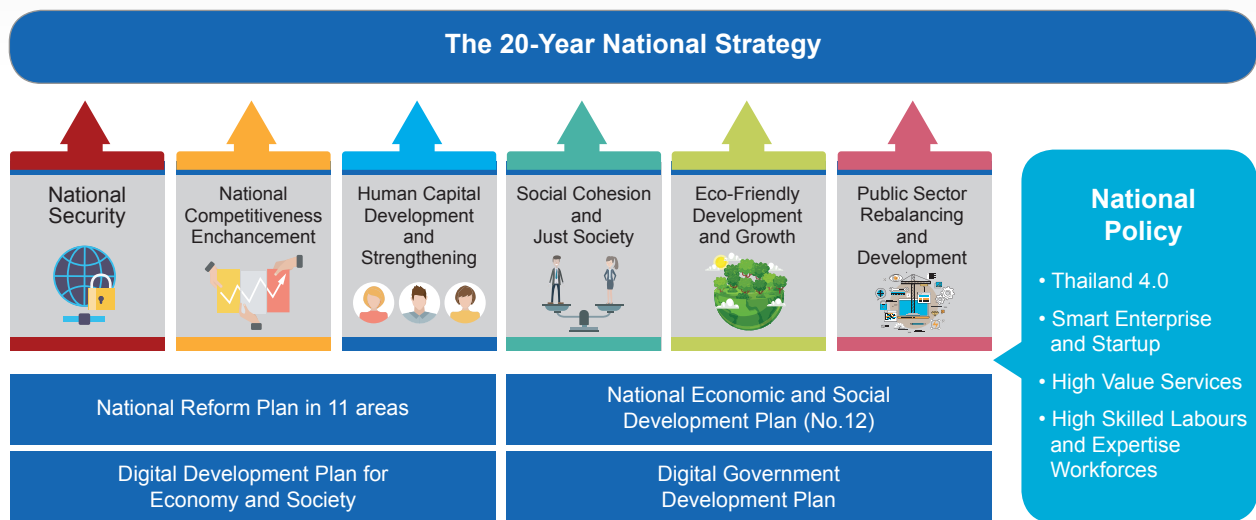 The 20-Year National Strategy
National
Security
National
Competitiveness
Enchancement
Human Capital
Development
and
Strengthening
Social Cohesion
and
Just Society
Eco-Friendly
Development
and Growth
Public Sector
Rebalancing
and
Development
National
Policy
• Thailand 4.0
• Smart Enterprise
and Startup
• High Value Services
• High Skilled Labours
and Expertise
Workforces
National Reform Plan in 11 areas
National Economic and Social
Development Plan (No.12)
Digital Development Plan for
Economy and Society
Digital Government
Development Plan